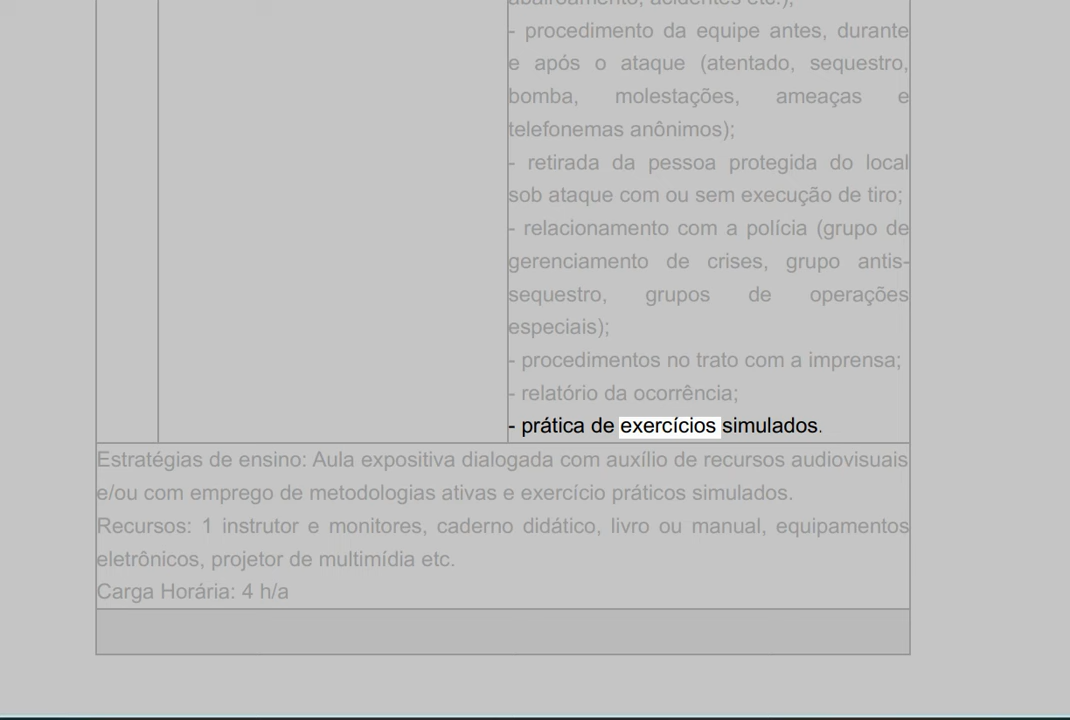 abalroamento, acidentes etc.);
- procedimento da equipe antes, durante
e após o ataque (atentado, sequestro,
bomba, molestações, ameaças e
telefonemas anônimos);
- retirada da pessoa protegida do local
sob ataque com ou sem execução de tiro;
- relacionamento com a polícia (grupo de
gerenciamento de crises, grupo antis-
sequestro, grupos de operações
especiais);
- procedimentos no trato com a imprensa;
- relatório da ocorrência;
- prática de exercícios simulados.
Estratégias de ensino: Aula expositiva dialogada com auxílio de recursos audiovisuais
e/ou com emprego de metodologias ativas e exercício práticos simulados.
Recursos: 1 instrutor e monitores, caderno didático, livro ou manual, equipamentos
eletrônicos, projetor de multimídia etc.
Carga Horária: 4 h/a